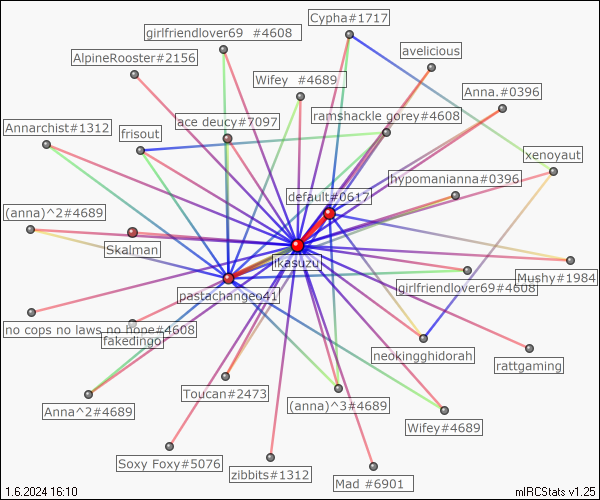 Cypha#1717
girlfriendlover69 #4608
avelicious
AlpineRooster#2156
Wifey #4689
Anna.#0396
ramshackle gorey#4608
ace deucy#7097
Annarchist#1312
frisout
xenoyaut
hypomanianna#0396
default#0617
(anna)^2#4689
Skalman
ikasuzu
Mushy#1984
girlfriendlover69#4608
pastachangeo41
no cops no laws no hope#4608
fakedingo
neokingghidorah
rattgaming
Toucan#2473
(anna)^3#4689
Anna^2#4689
Wifey#4689
Soxy Foxy#5076
zibbits#1312
Mad #6901
1.6.2024 16:10
mIRCStats v1.25